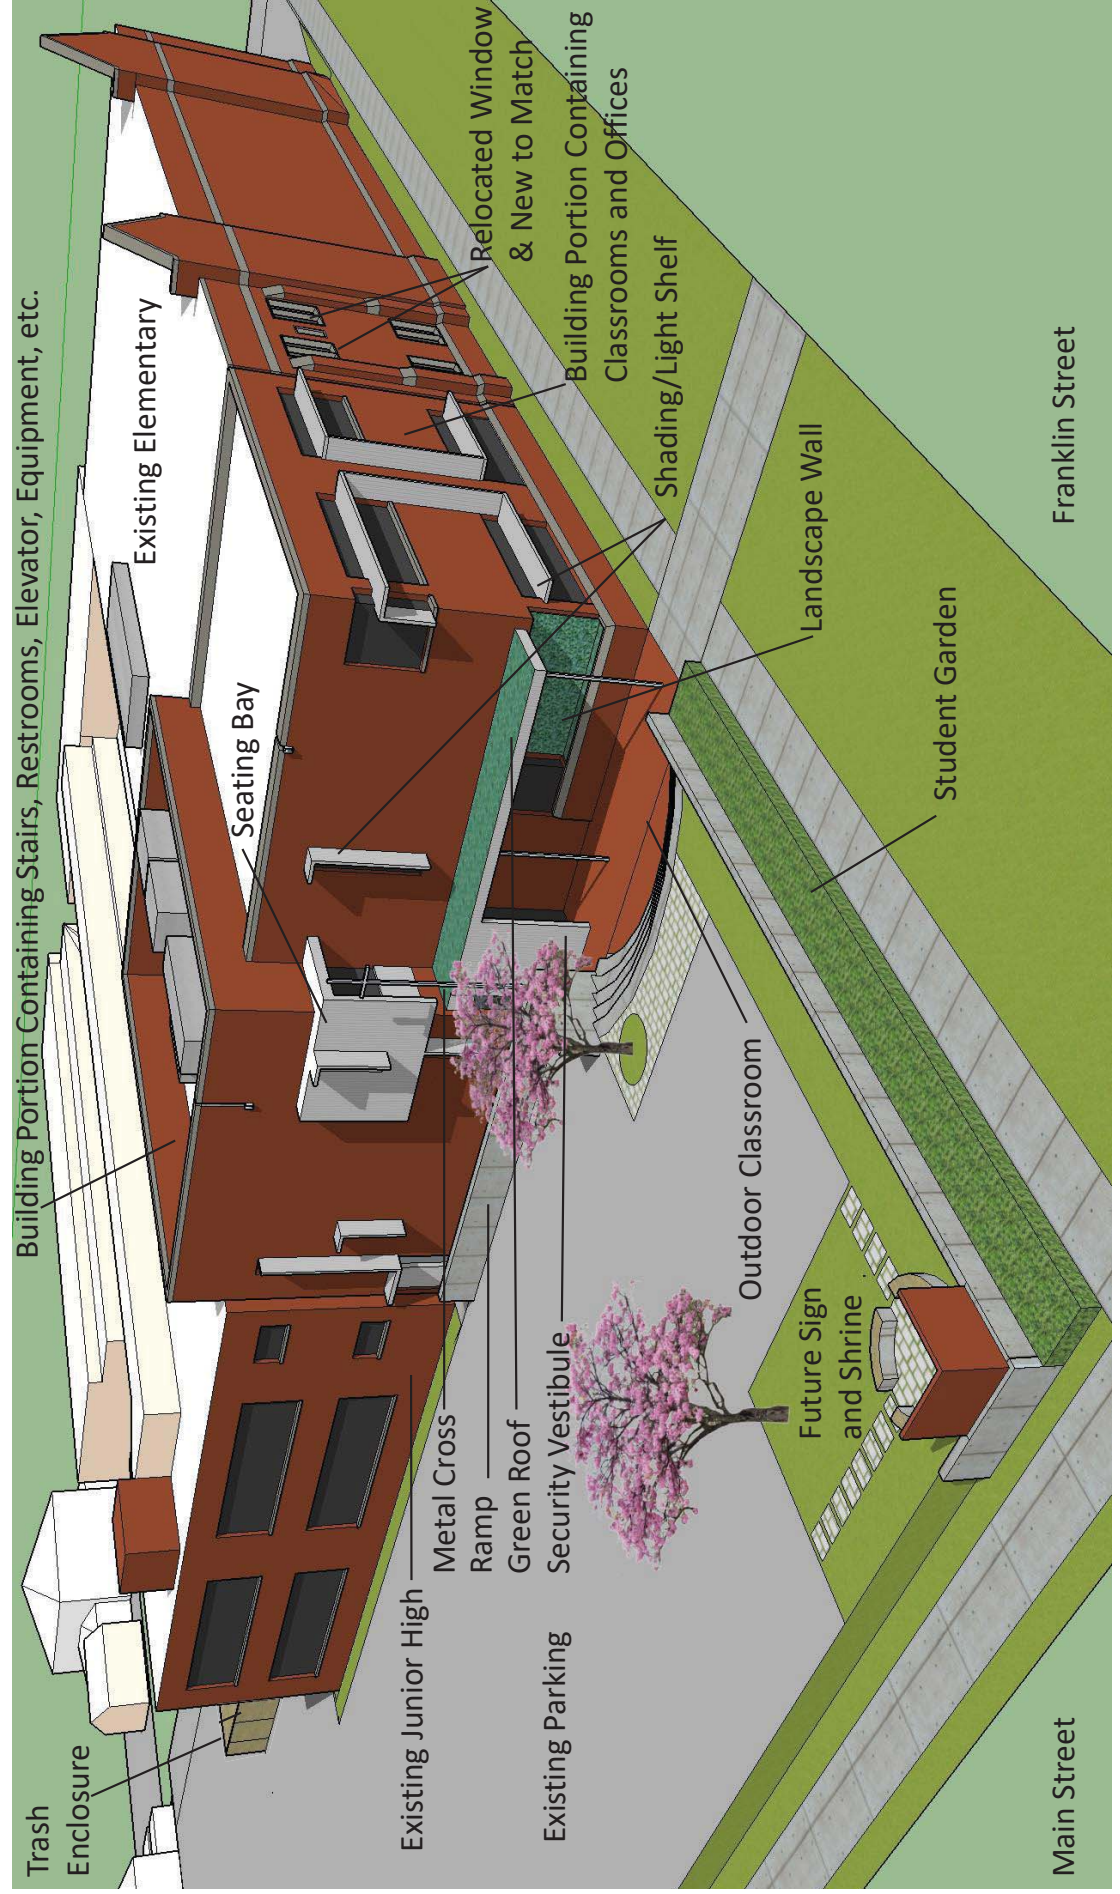 Building Portion Containing Stairs, Restrooms, Elevator, Equipment, etc.
Trash
Enclosure
Existing Elementary
Seating Bay
Relocated Window
& New to Match
Building Portion Containing
Classrooms and Offices
Shading/Light Shelf
Landscape Wall
Student Garden
Existing Junior High
Metal Cross
Ramp
Green Roof
Security Vestibule
Existing Parking
Outdoor Classroom
Future Sign
and Shrine
Main Street
Franklin Street